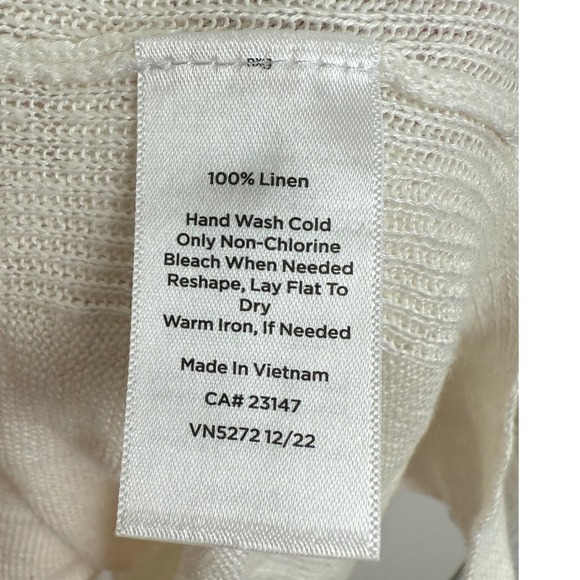 100% Linen
Hand Wash Cold
Only Non-Chlorine
Bleach When Needed
Reshape, Lay Flat To
Dry
Warm Iron, If Needed
Made In Vietnam
CA# 23147
VN5272 12/22